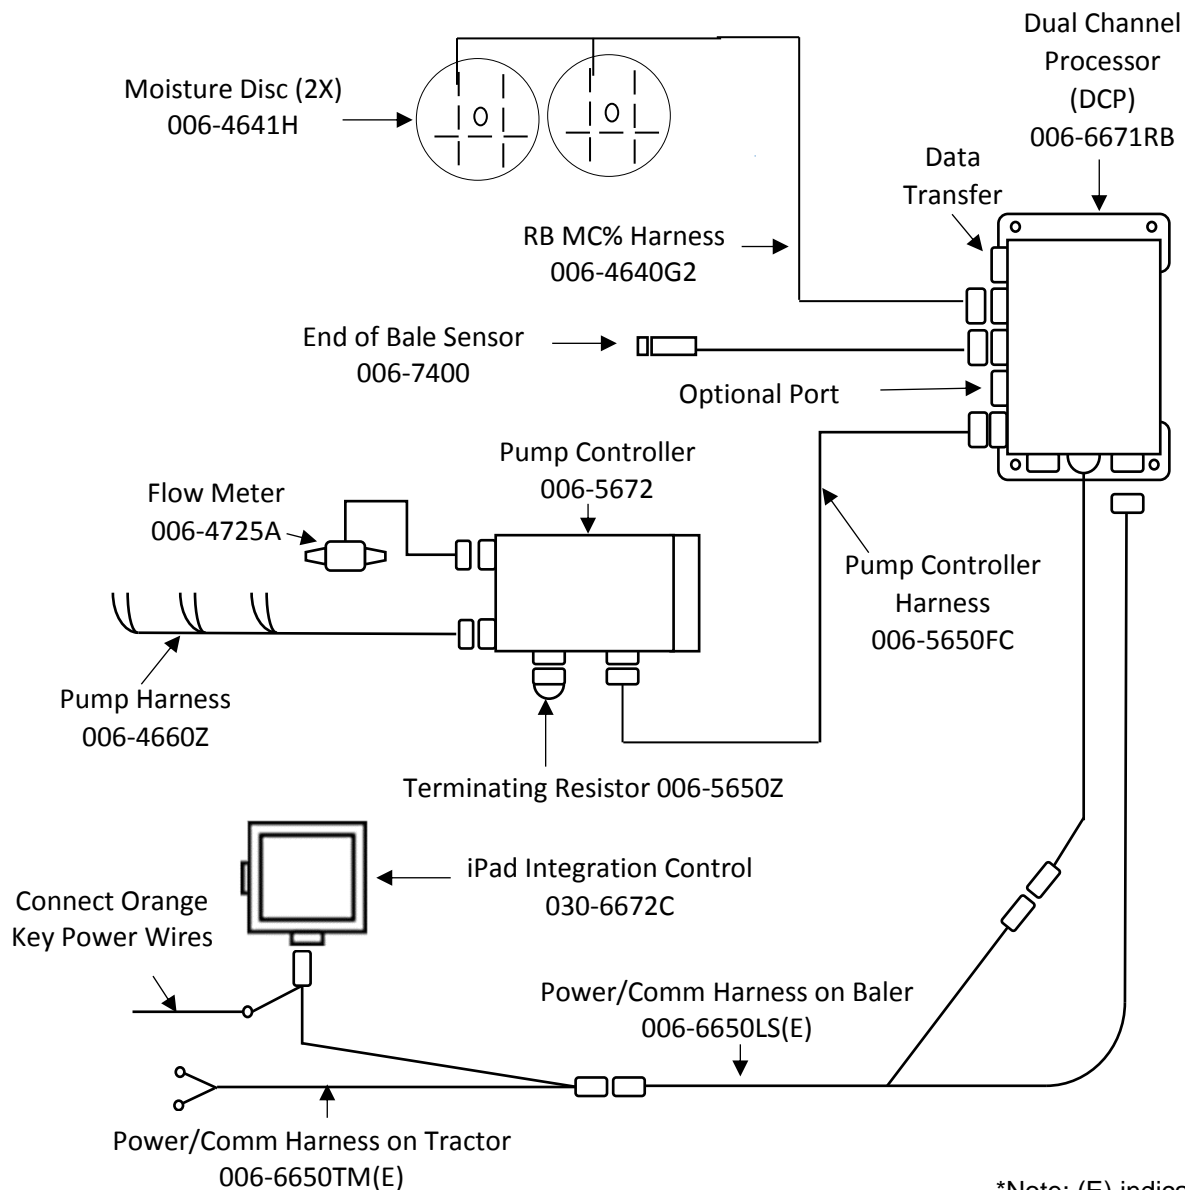 Dual Channel
Processor
(DCP)
006-6671RB
Moisture Disc (2X)
006-4641H
Data
Transfer
RB MC% Harness
006-4640G2
End of Bale Sensor
006-7400
Optional Port
Pump Controller
006-5672
Flow Meter
006-4725A
Pump Controller
Harness
006-5650FC
Pump Harness
006-4660Z
Terminating Resistor 006-5650Z
iPad Integration Control
030-6672C
Connect Orange
Key Power Wires
Power/Comm Harness on Baler
006-6650LS(E)
Power/Comm Harness on Tractor
006-6650TM(E)
*Note: (E)